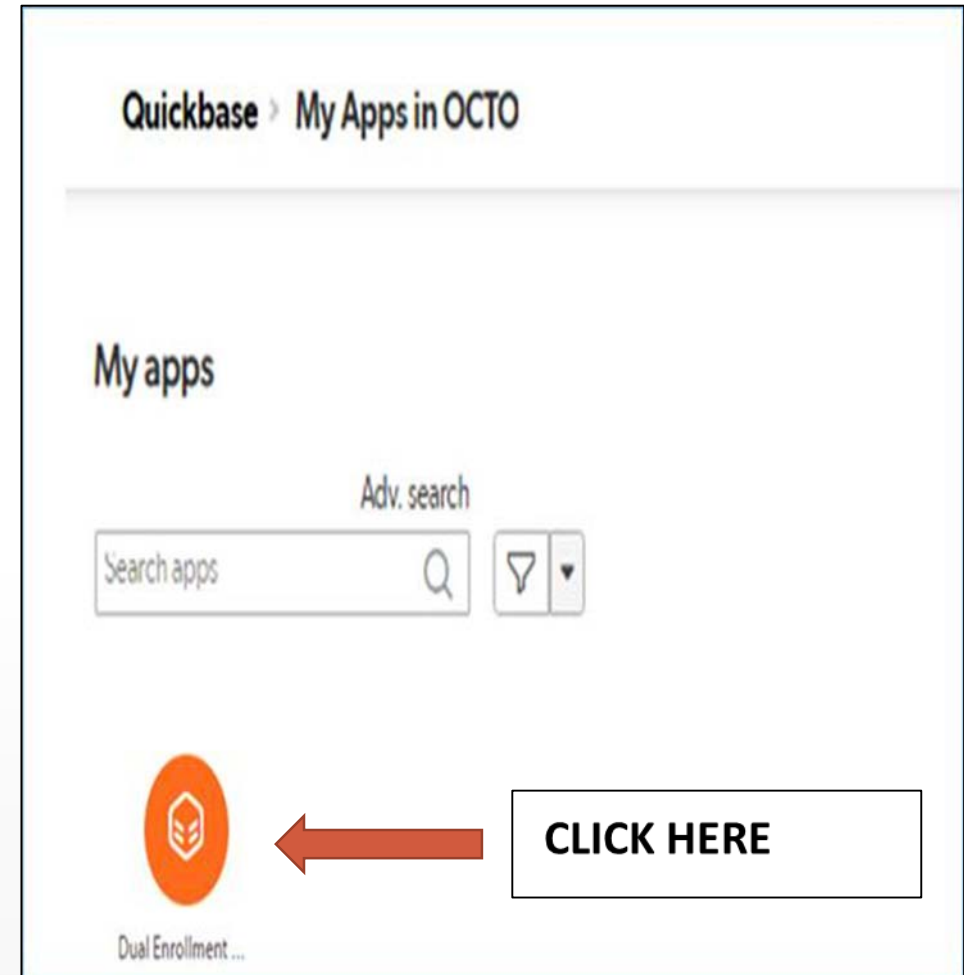 Quickbase > My Apps in OCTO
My apps
Adv. search
Search apps
CLICK HERE
Dual Enrollment ...